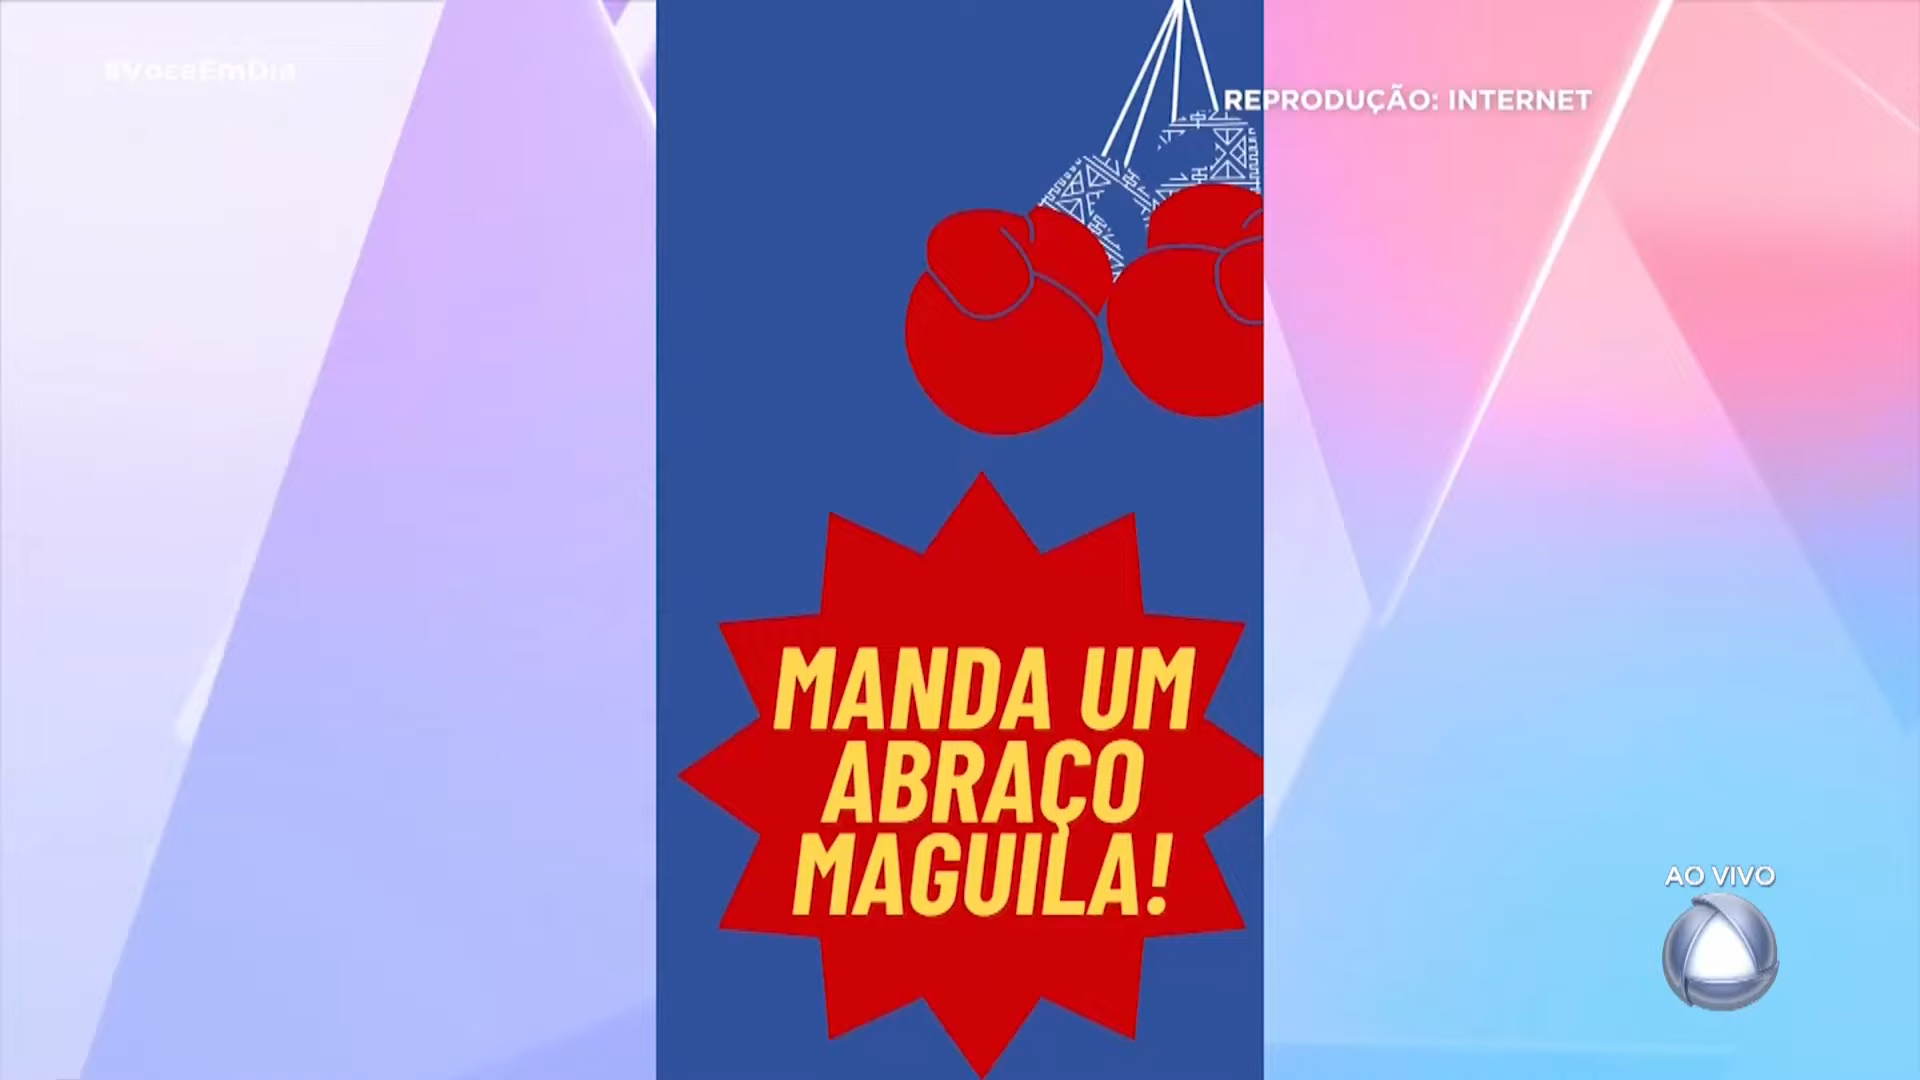 #VoceEmDia
REPRODUÇÃO: INTERNET
MANDA UM
ABRAÇO
MAGUILA!
AO VIVO